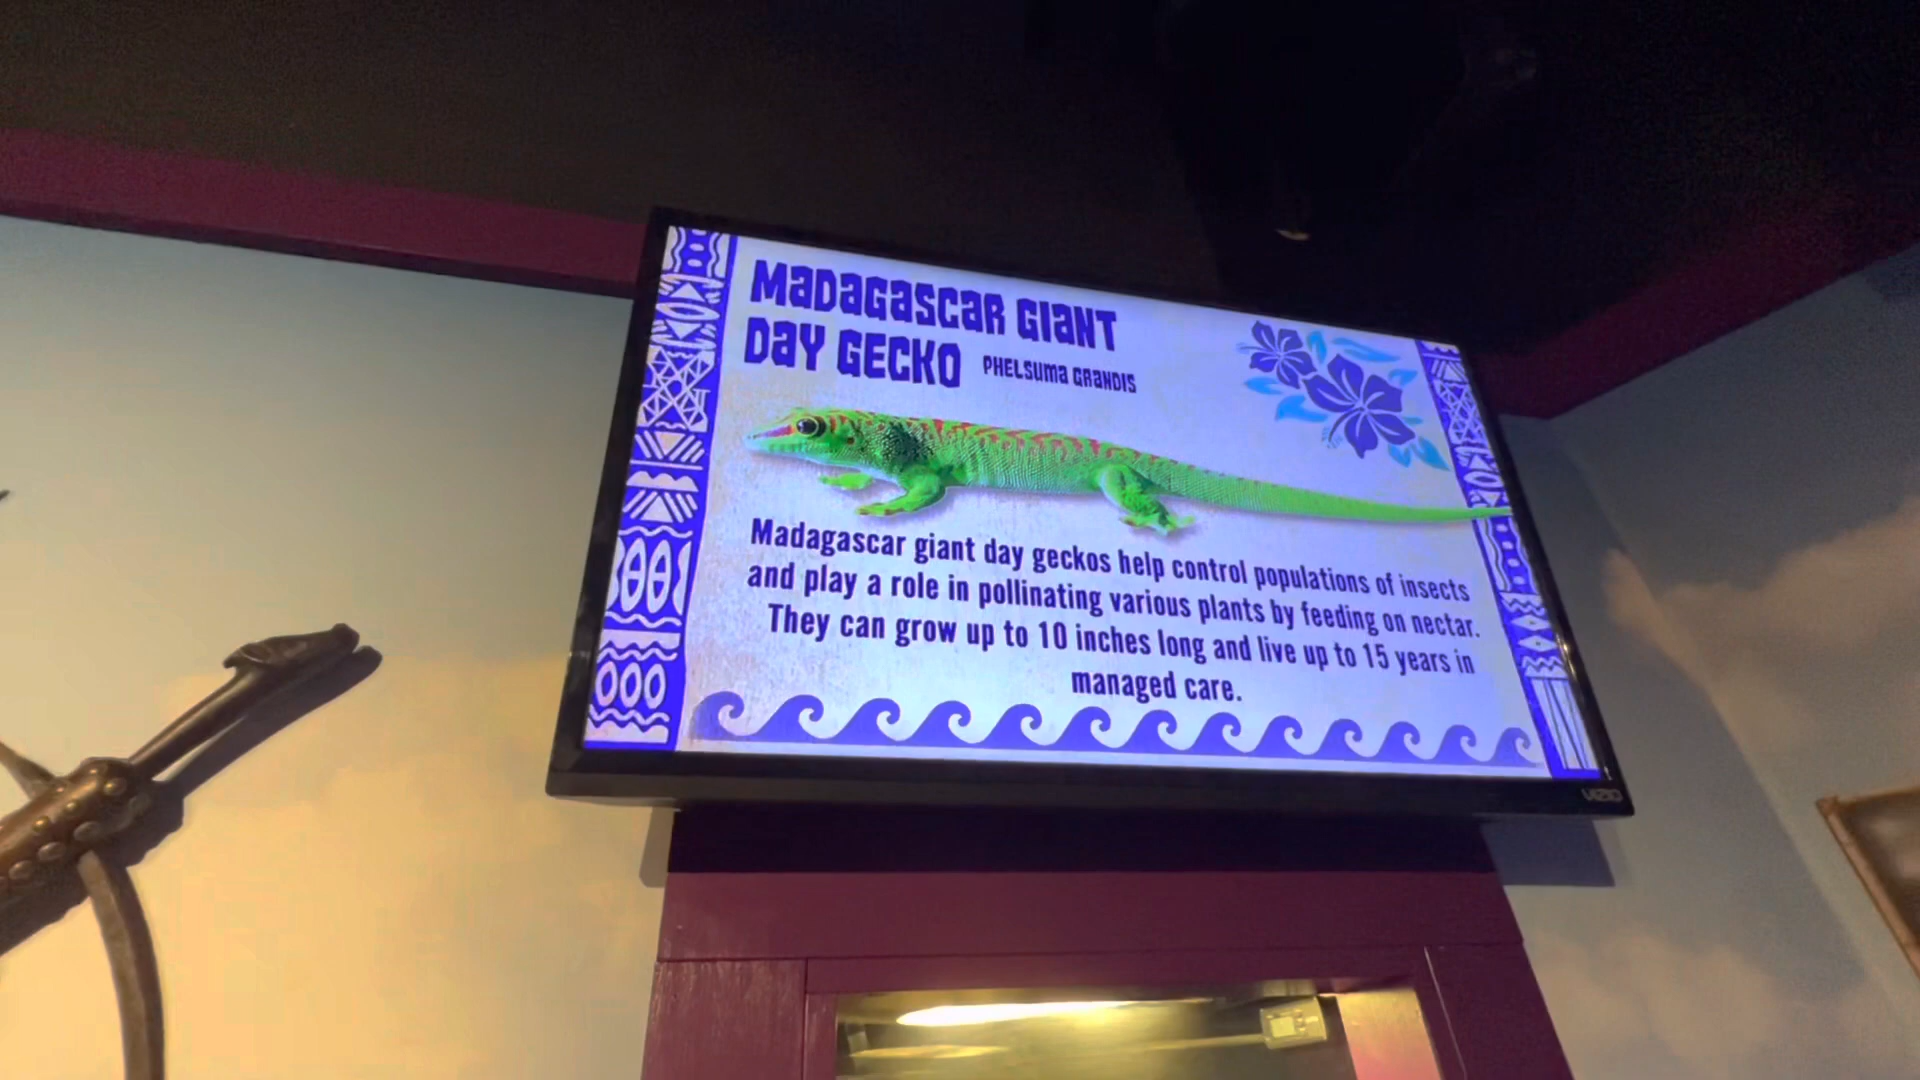 MADAGASCAR GIANT
DAY GECKO PHELSUMA GRANDIS
Madagascar giant day geckos help control populations of insects
and play a role in pollinating various plants by feeding on nectar.
They can grow up to 10 inches long and live up to 15 years in
managed care.
VIZIO